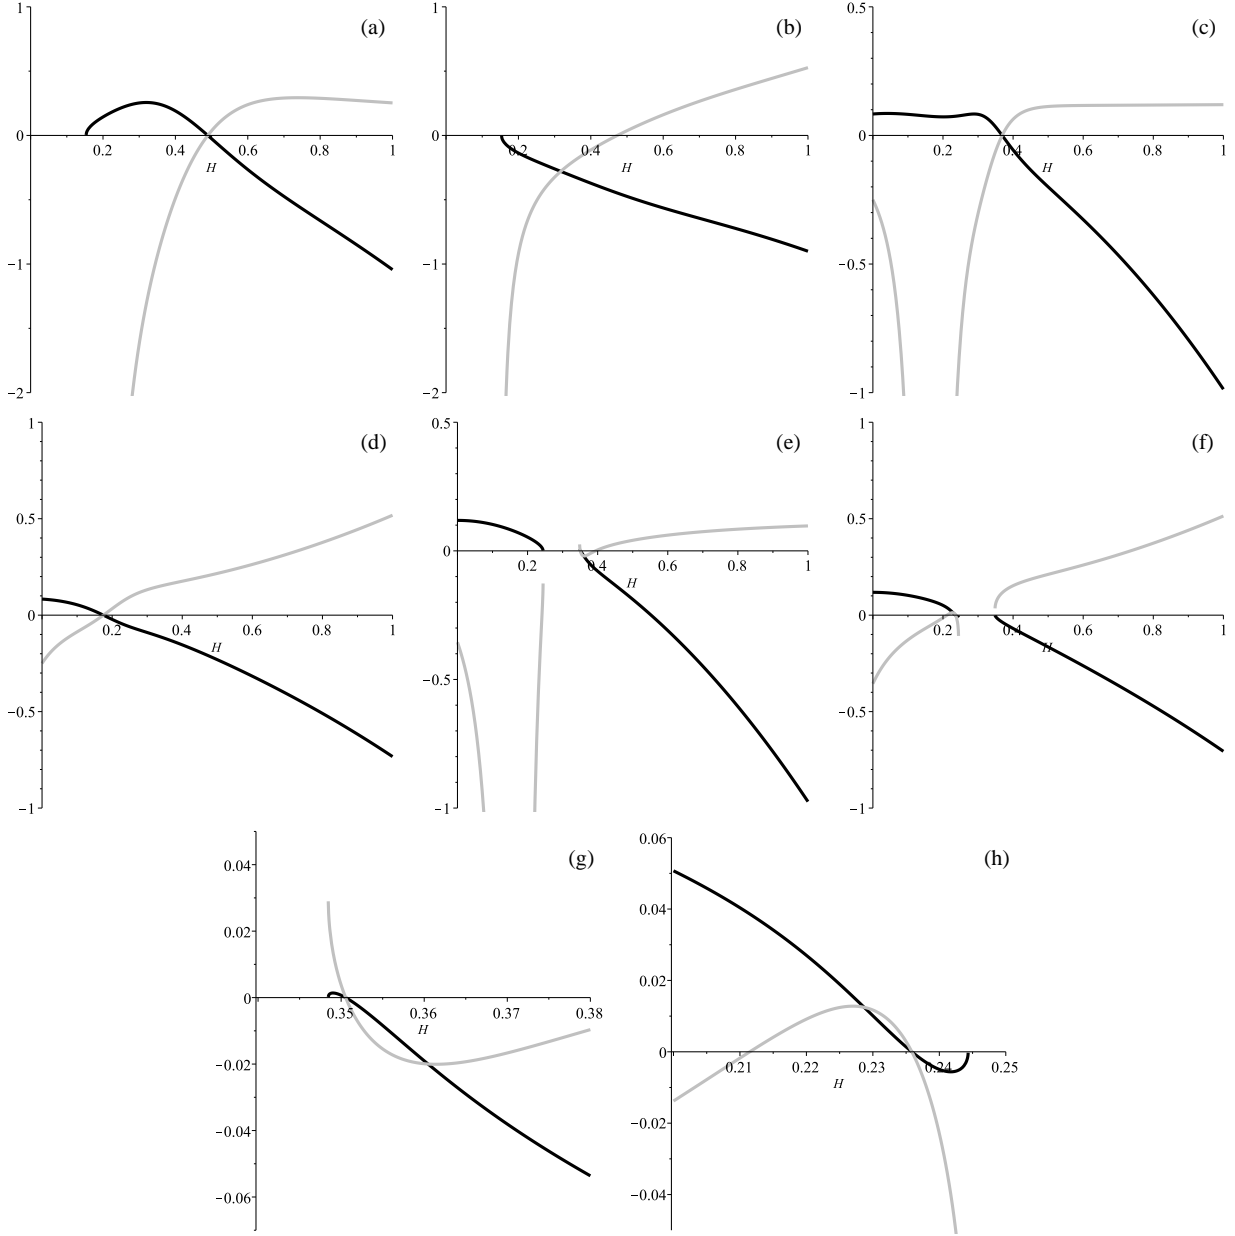 1 (a) 1 (b) 0.5 (c)
0 0 0
0.2 0.4 0.6 0.8 1 0.2 0.4 0.6 0.8 1 0.2 0.4 0.6 0.8 1
H H H
−1 −1 −0.5
−2 −2 −1
1 (d) 0.5 (e) 1 (f)
0.5 0 0.5
0.2 0.4 0.6 0.8 1
H
0 0
0.2 0.4 0.6 0.8 1 0.2 0.4 0.6 0.8 1
H H
−0.5 −0.5 −0.5
−1 −1 −1
0.04 (g) 0.06 (h)
0.02 0.04
0 0.02
0.35 0.36 0.37 0.38
H
−0.02 0
0.21 0.22 0.23 0.24 0.25
H
−0.04 −0.02
−0.06 −0.04